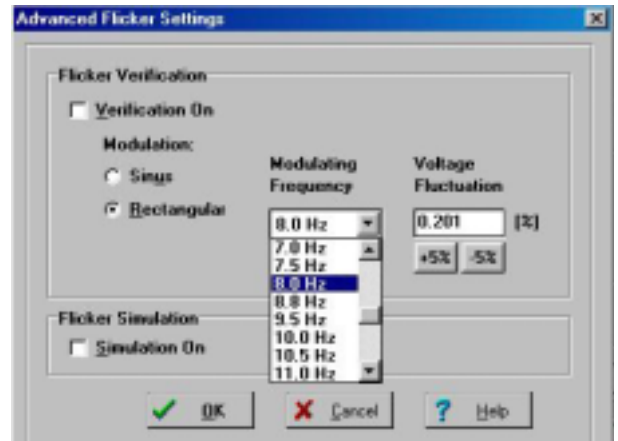 Advanced Flicker Settings
Flicker Verification
Verification On
Modulation:
Sinus
Rectangular
Modulating
Frequency
8.0 Hz
7.0 Hz
7.5 Hz
8.0 Hz
8.8 Hz
9.5 Hz
10.0 Hz
10.5 Hz
11.0 Hz
Voltage
Fluctuation
0.201 [%]
+5% -5%
Flicker Simulation
Simulation On
OK Cancel Help